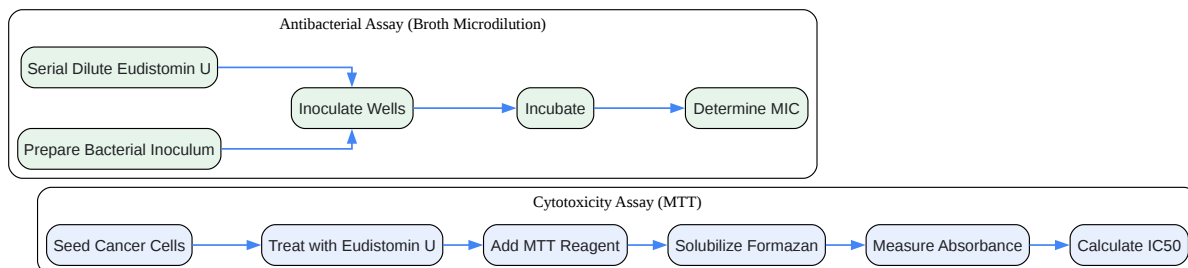 Antibacterial Assay (Broth Microdilution)
Serial Dilute Eudistomin U
Prepare Bacterial Inoculum
Inoculate Wells
Incubate
Determine MIC
Cytotoxicity Assay (MTT)
Seed Cancer Cells
Treat with Eudistomin U
Add MTT Reagent
Solubilize Formazan
Measure Absorbance
Calculate IC50